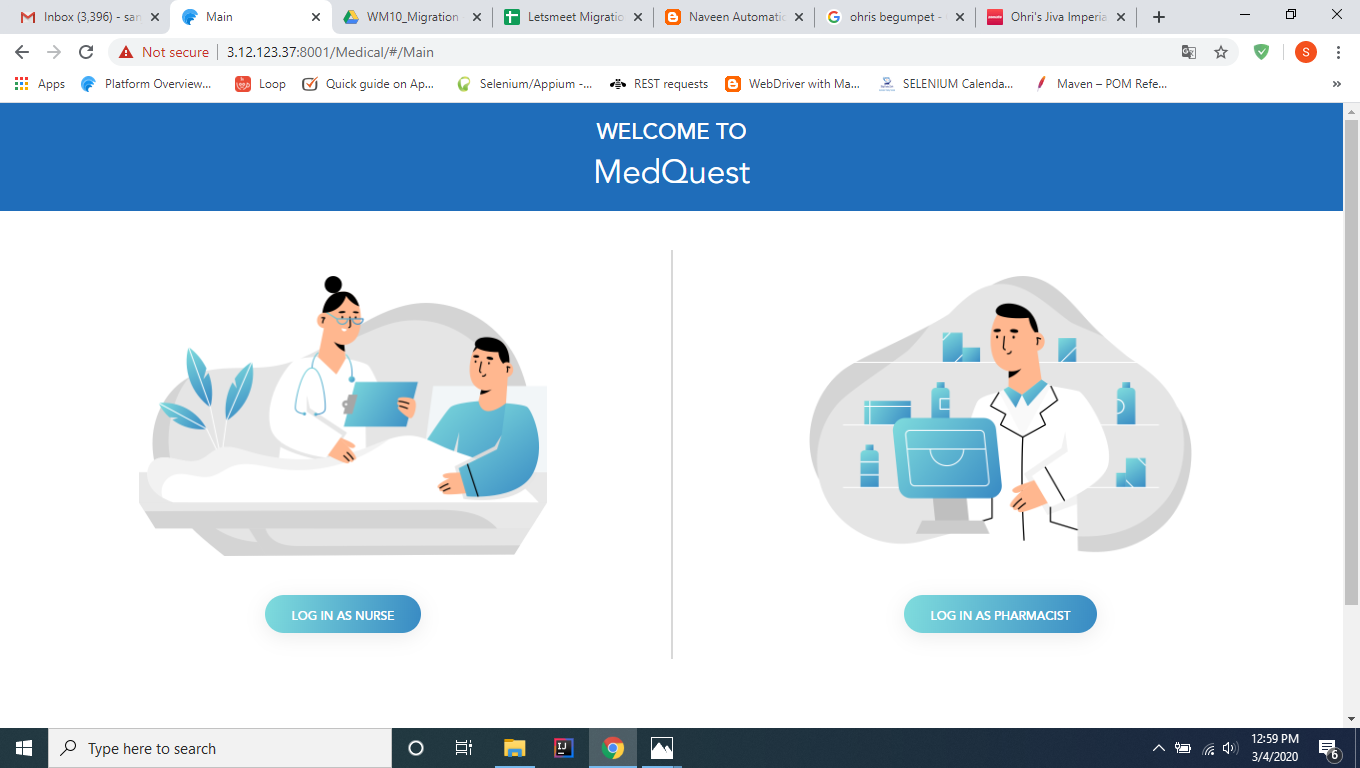 Inbox (3,396) - san
Main
WM10_Migration
Letsmeet Migratio
Naveen Automatic
ohris begumpet -
Ohri's Jiva Imperia
Not secure
3.12.123.37:8001/Medical/#/Main
S
Apps
Platform Overview...
Loop
Quick guide on Ap...
Selenium/Appium -...
REST requests
WebDriver with Ma...
SELENIUM Calenda...
Maven – POM Refe...
»
WELCOME TO
MedQuest
LOG IN AS NURSE
LOG IN AS PHARMACIST
Type here to search
IJ
12:59 PM
3/4/2020
6